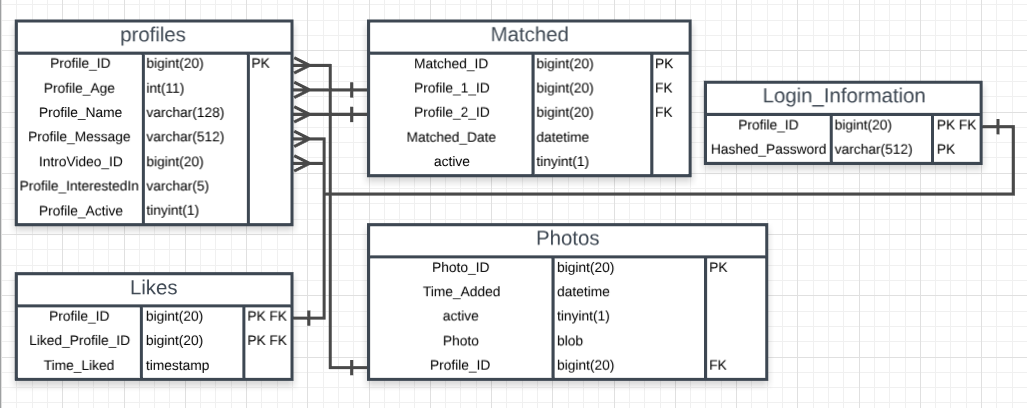 profiles
Profile_ID bigint(20) PK
Profile_Age int(11)
Profile_Name varchar(128)
Profile_Message varchar(512)
IntroVideo_ID bigint(20)
Profile_InterestedIn varchar(5)
Profile_Active tinyint(1)
Matched
Matched_ID bigint(20) PK
Profile_1_ID bigint(20) FK
Profile_2_ID bigint(20) FK
Matched_Date datetime
active tinyint(1)
Login_Information
Profile_ID bigint(20) PK FK
Hashed_Password varchar(512) PK
Likes
Profile_ID bigint(20) PK FK
Liked_Profile_ID bigint(20) PK FK
Time_Liked timestamp
Photos
Photo_ID bigint(20) PK
Time_Added datetime
active tinyint(1)
Photo blob
Profile_ID bigint(20) FK